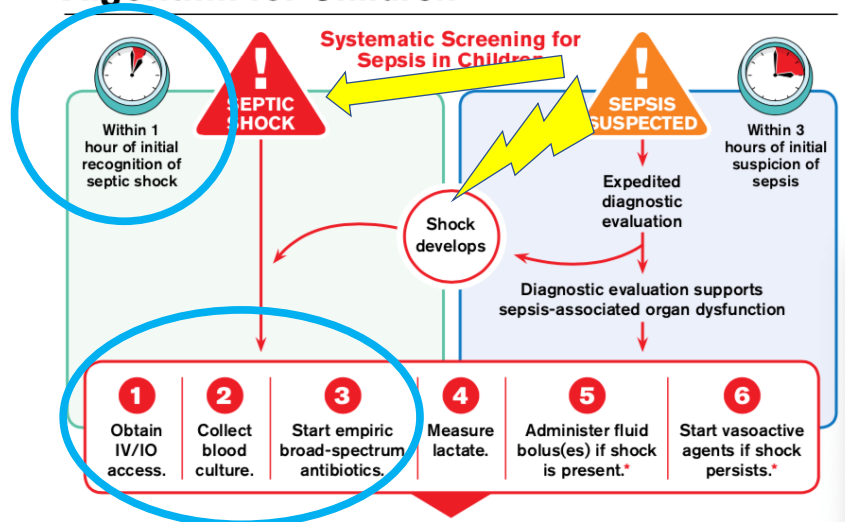 Systematic Screening for
Sepsis in Children
SEPTIC
SHOCK
SEPSIS
SUSPECTED
Within 1
hour of initial
recognition of
septic shock
Within 3
hours of initial
suspicion of
sepsis
Expedited
diagnostic
evaluation
Shock
develops
Diagnostic evaluation supports
sepsis-associated organ dysfunction
1
Obtain
IV/IO
access.
2
Collect
blood
culture.
3
Start empiric
broad-spectrum
antibiotics.
4
Measure
lactate.
5
Administer fluid
bolus(es) if shock
is present.*
6
Start vasoactive
agents if shock
persists.*